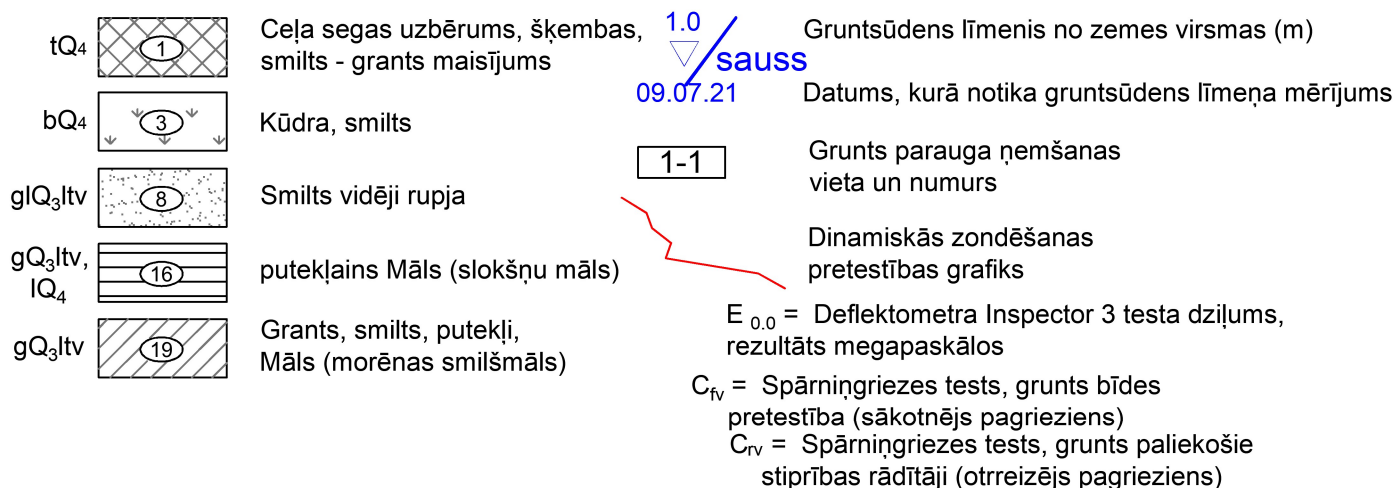 tQ4
1
Ceļa segas uzbērums, šķembas,
smilts - grants maisījums
bQ4
3
Kūdra, smilts
glQ3ltv
8
Smilts vidēji rupja
gQ3ltv,
lQ4
16
putekļains Māls (slokšņu māls)
gQ3ltv
19
Grants, smilts, putekļi,
Māls (morēnas smilšmāls)
1.0
sauss
09.07.21
Gruntsūdens līmenis no zemes virsmas (m)
Datums, kurā notika gruntsūdens līmeņa mērījums
1-1
Grunts parauga ņemšanas
vieta un numurs
Dinamiskās zondēšanas
pretestības grafiks
E 0.0 = Deflektometra Inspector 3 testa dziļums,
rezultāts megapaskālos
Cfv = Spārniņgriezes tests, grunts bīdes
pretestība (sākotnējs pagrieziens)
Crv = Spārniņgriezes tests, grunts paliekošie
stiprības rādītāji (otrreizējs pagrieziens)